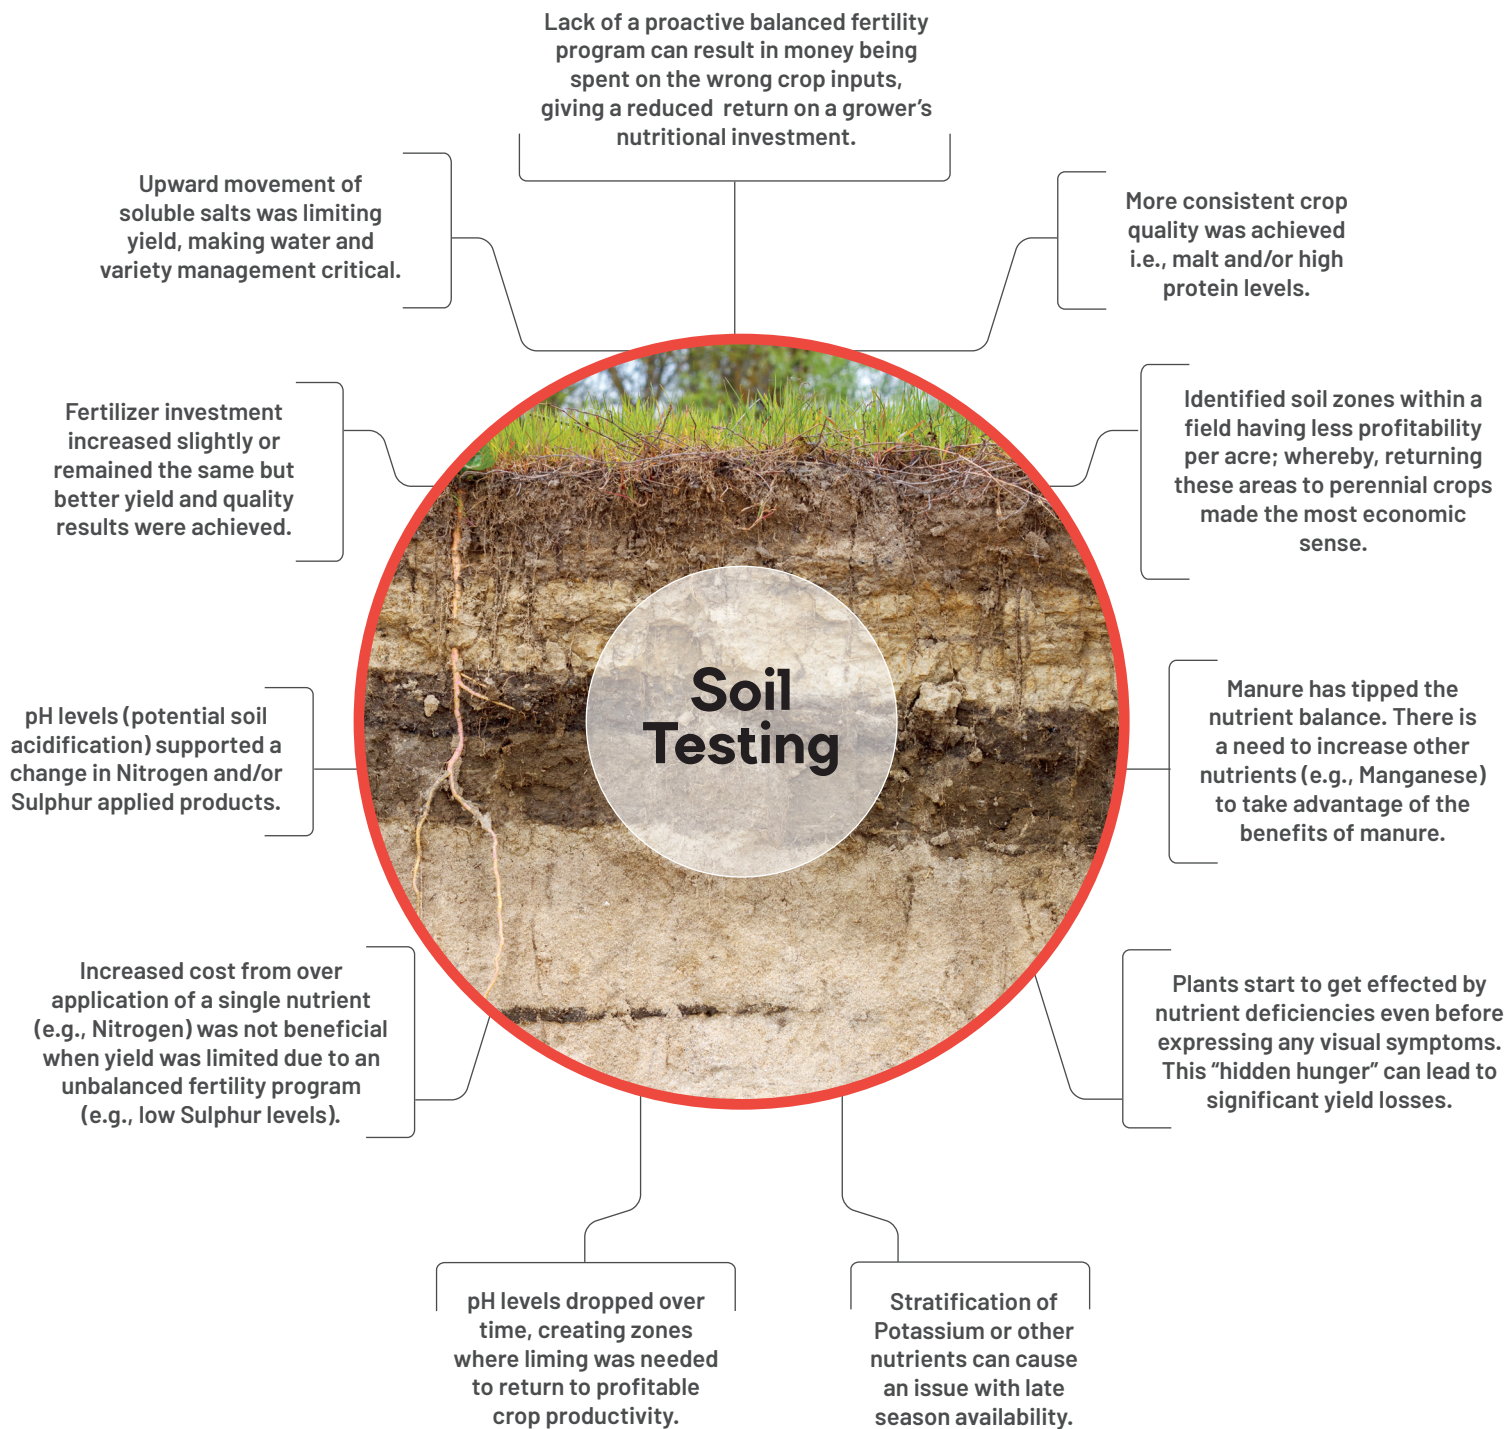 Lack of a proactive balanced fertility
program can result in money being
spent on the wrong crop inputs,
giving a reduced return on a grower's
nutritional investment.
Upward movement of
soluble salts was limiting
yield, making water and
variety management critical.
More consistent crop
quality was achieved
i.e., malt and/or high
protein levels.
Fertilizer investment
increased slightly or
remained the same but
better yield and quality
results were achieved.
Identified soil zones within a
field having less profitability
per acre; whereby, returning
these areas to perennial crops
made the most economic
sense.
Soil
Testing
pH levels (potential soil
acidification) supported a
change in Nitrogen and/or
Sulphur applied products.
Manure has tipped the
nutrient balance. There is
a need to increase other
nutrients (e.g., Manganese)
to take advantage of the
benefits of manure.
Increased cost from over
application of a single nutrient
(e.g., Nitrogen) was not beneficial
when yield was limited due to an
unbalanced fertility program
(e.g., low Sulphur levels).
Plants start to get effected by
nutrient deficiencies even before
expressing any visual symptoms.
This “hidden hunger” can lead to
significant yield losses.
pH levels dropped over
time, creating zones
where liming was needed
to return to profitable
crop productivity.
Stratification of
Potassium or other
nutrients can cause
an issue with late
season availability.